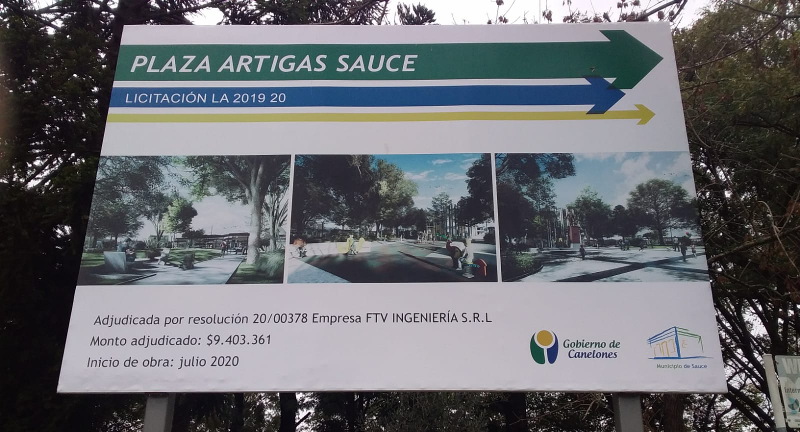 PLAZA ARTIGAS SAUCE
LICITACIÓN LA 2019 20
Adjudicada por resolución 20/00378 Empresa FTV INGENIERÍA S.R.L
Monto adjudicado: $9.403.361
Inicio de obra: julio 2020
Gobierno de
Canelones
Municipio de Sauce